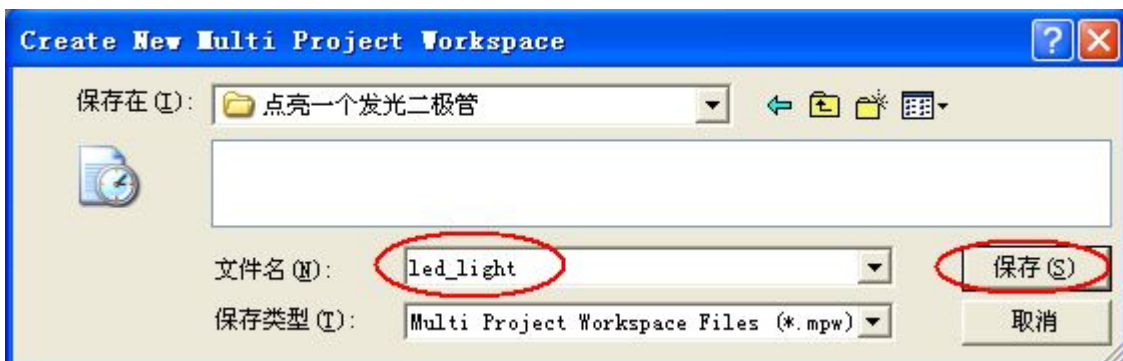 Create New Multi Project Workspace
保存在(I): 点亮一个发光二极管
文件名(N): led_light 保存(S)
保存类型(T): Multi Project Workspace Files (*.mpw) 取消